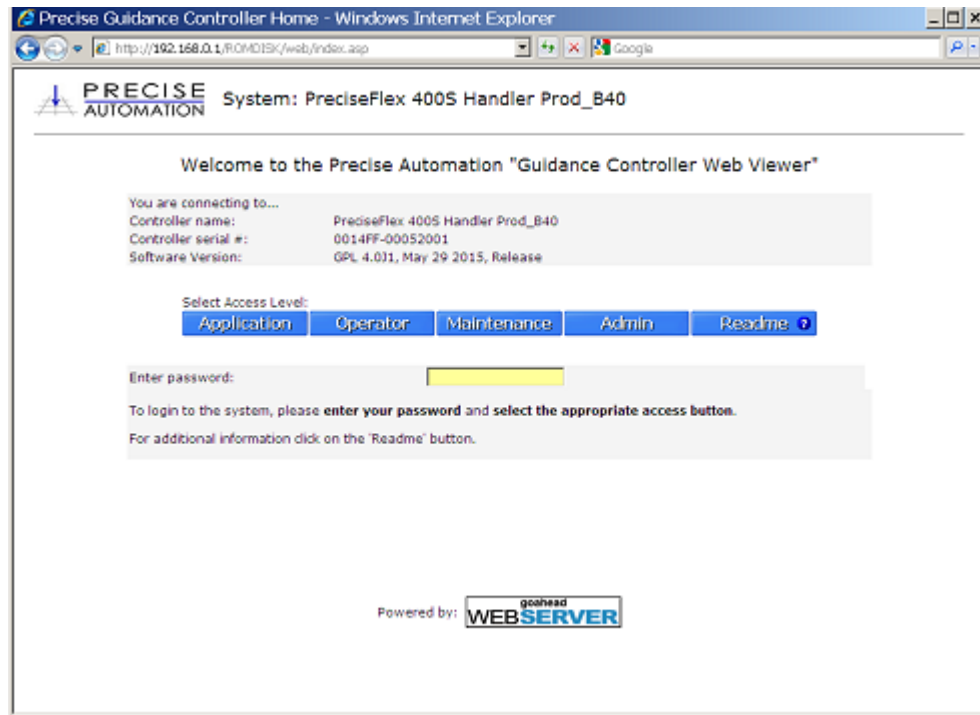 Precise Guidance Controller Home - Windows Internet Explorer
http://192.168.0.1/ROMDISK/web/index.asp
Google
PRECISE
AUTOMATION
System: PreciseFlex 400S Handler Prod_B40
Welcome to the Precise Automation "Guidance Controller Web Viewer"
You are connecting to...
Controller name: PreciseFlex 400S Handler Prod_B40
Controller serial #: 0014FF-00052001
Software Version: GPL 4.0J1, May 29 2015, Release
Select Access Level:
Application Operator Maintenance Admin Readme ?
Enter password:
To login to the system, please enter your password and select the appropriate access button.
For additional information click on the 'Readme' button.
Powered by: goahead
WEBSERVER